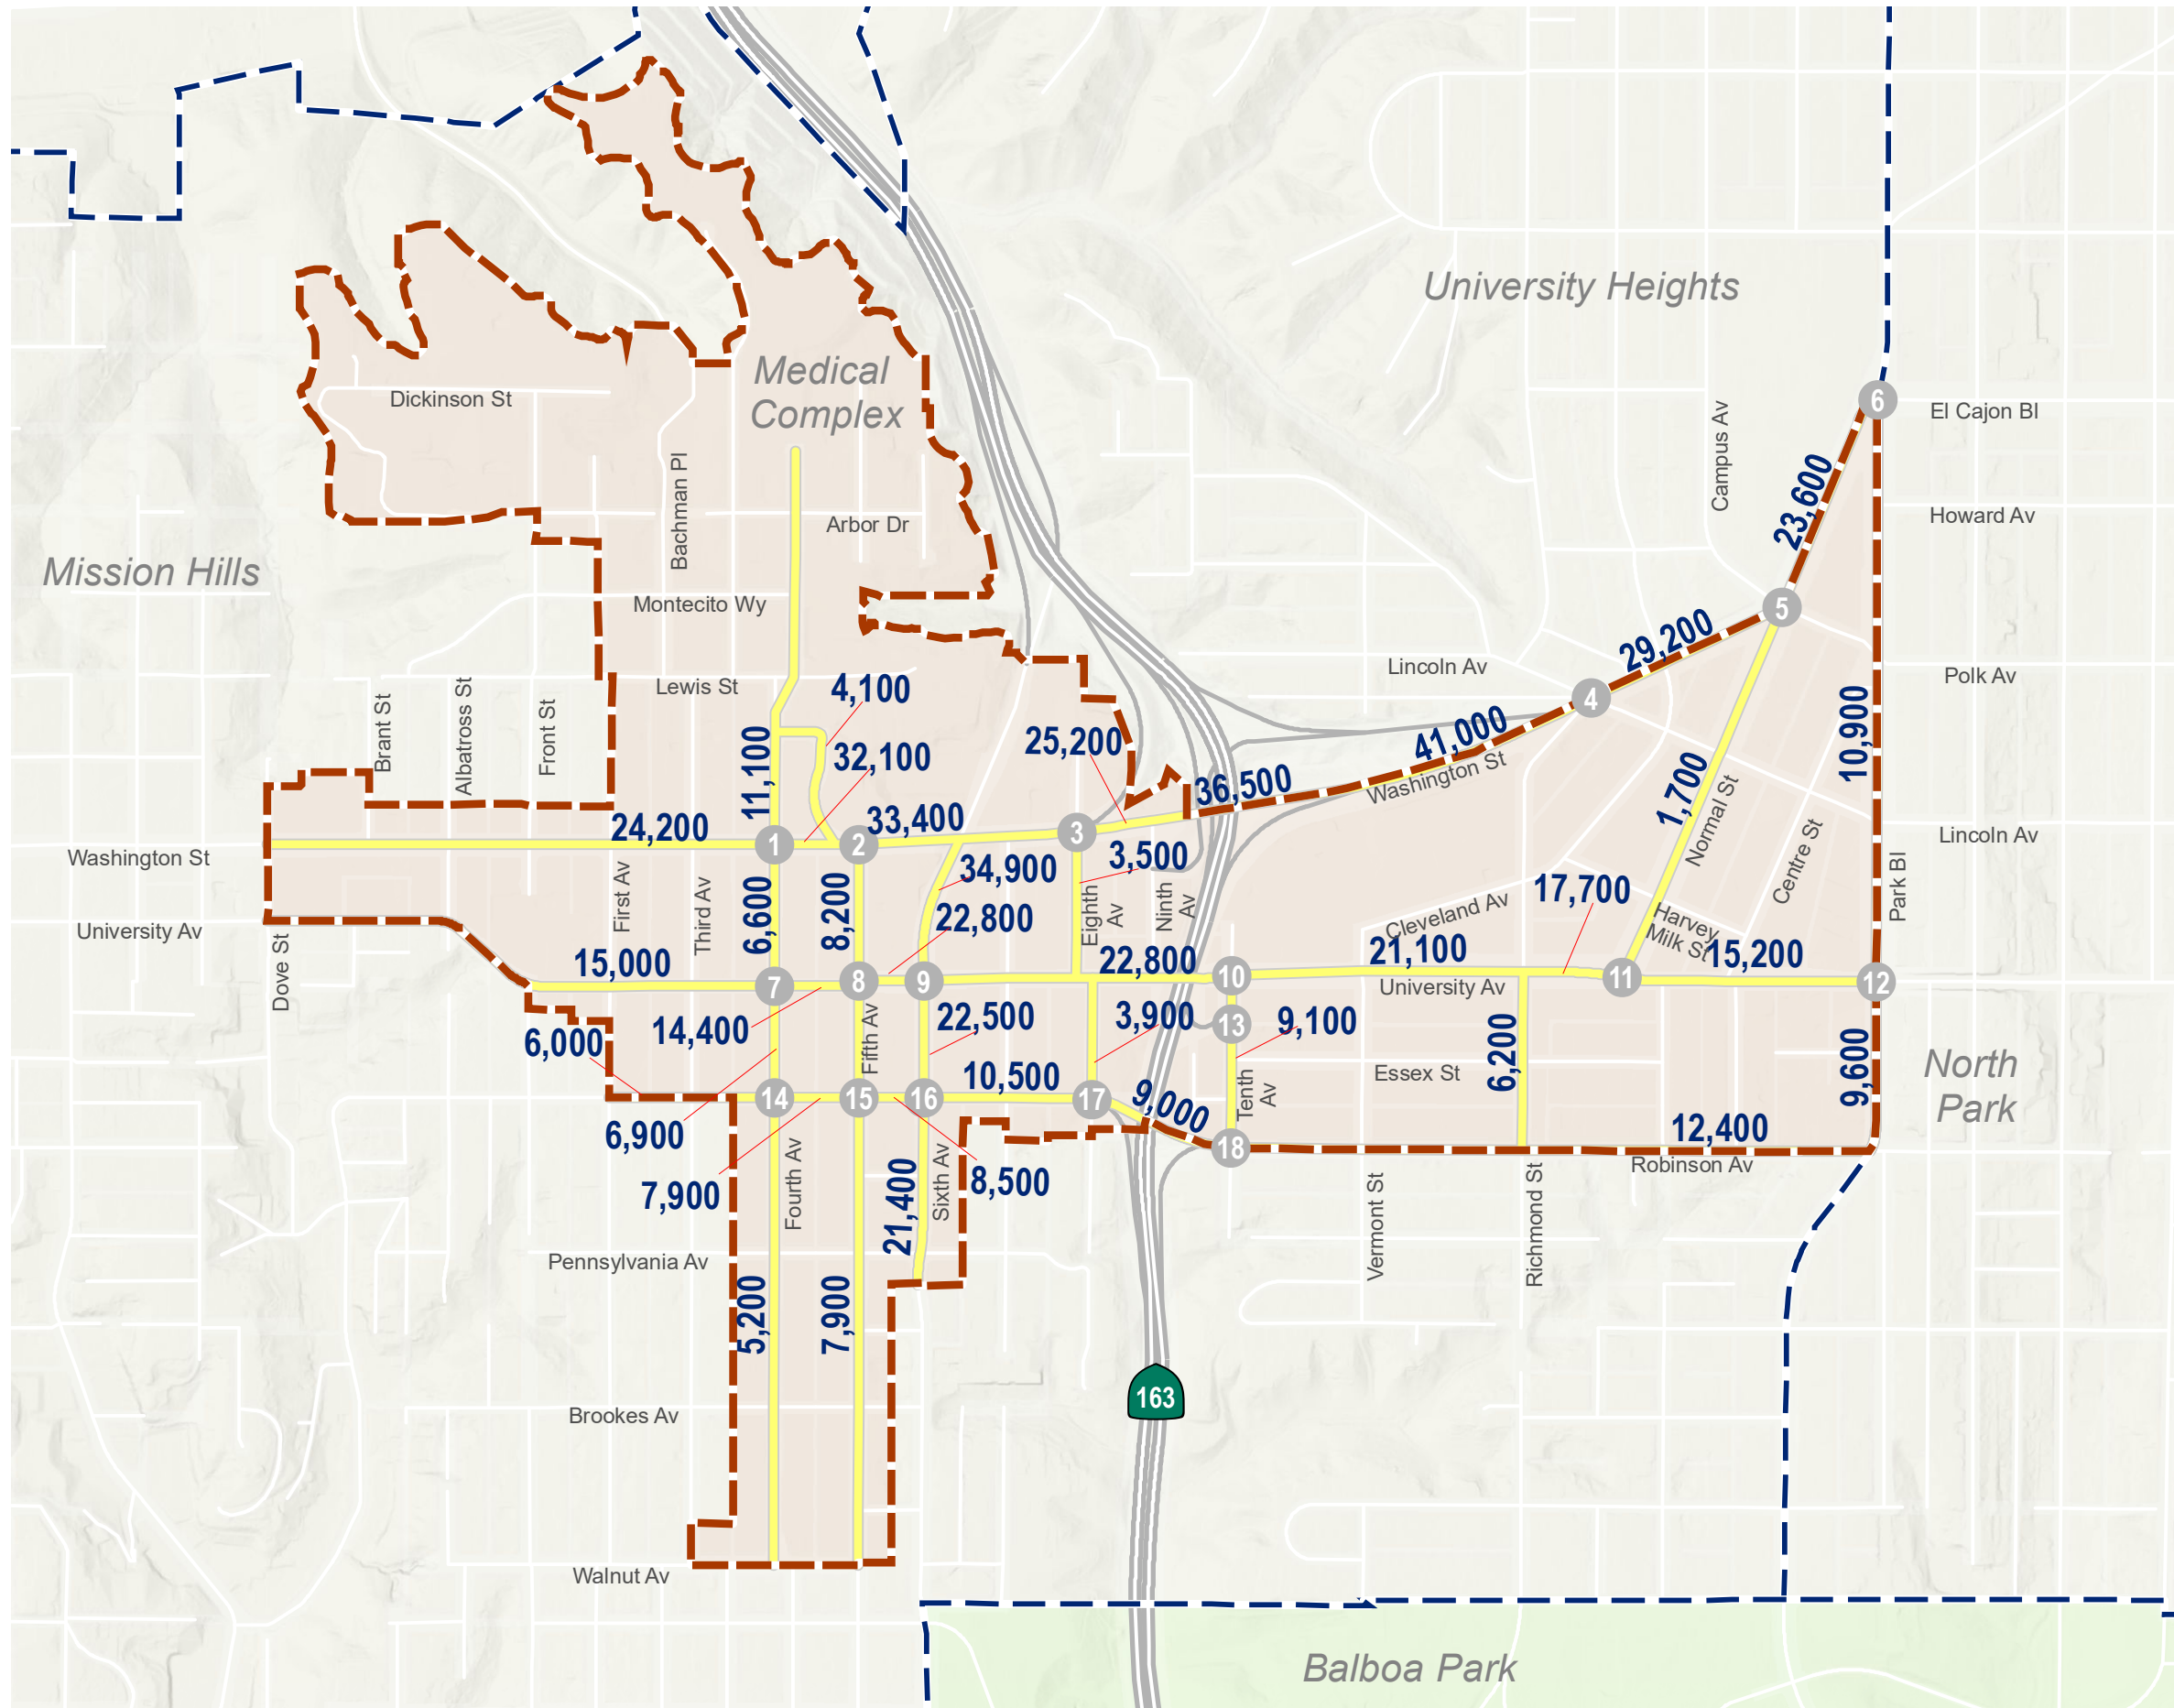 University Heights
Medical
Complex
6
El Cajon Bl
Dickinson St
Campus Av
Bachman Pl
23,600
Arbor Dr
Howard Av
Mission Hills
Montecito Wy
5
29,200
Lincoln Av
Polk Av
Lewis St
4,100
4
Brant St
Albatross St
Front St
11,100
32,100
25,200
41,000
10,900
36,500
Washington St
1,700
Normal St
24,200
33,400
1
2
3
Lincoln Av
Washington St
34,900
3,500
Centre St
Park Bl
First Av
Third Av
6,600
8,200
22,800
Eighth
Av
Ninth
Av
17,700
Cleveland Av
Harvey
Milk St
University Av
Dove St
15,000
22,800
21,100
15,200
7
8
9
10
11
12
University Av
14,400
6,000
Fifth Av
22,500
3,900
13
9,100
6,200
9,600
North
Park
10,500
Essex St
Tenth
Av
14
15
16
17
9,000
6,900
12,400
18
Robinson Av
7,900
Fourth Av
21,400
Sixth Av
8,500
Vermont St
Richmond St
Pennsylvania Av
5,200
7,900
163
Brookes Av
Walnut Av
Balboa Park